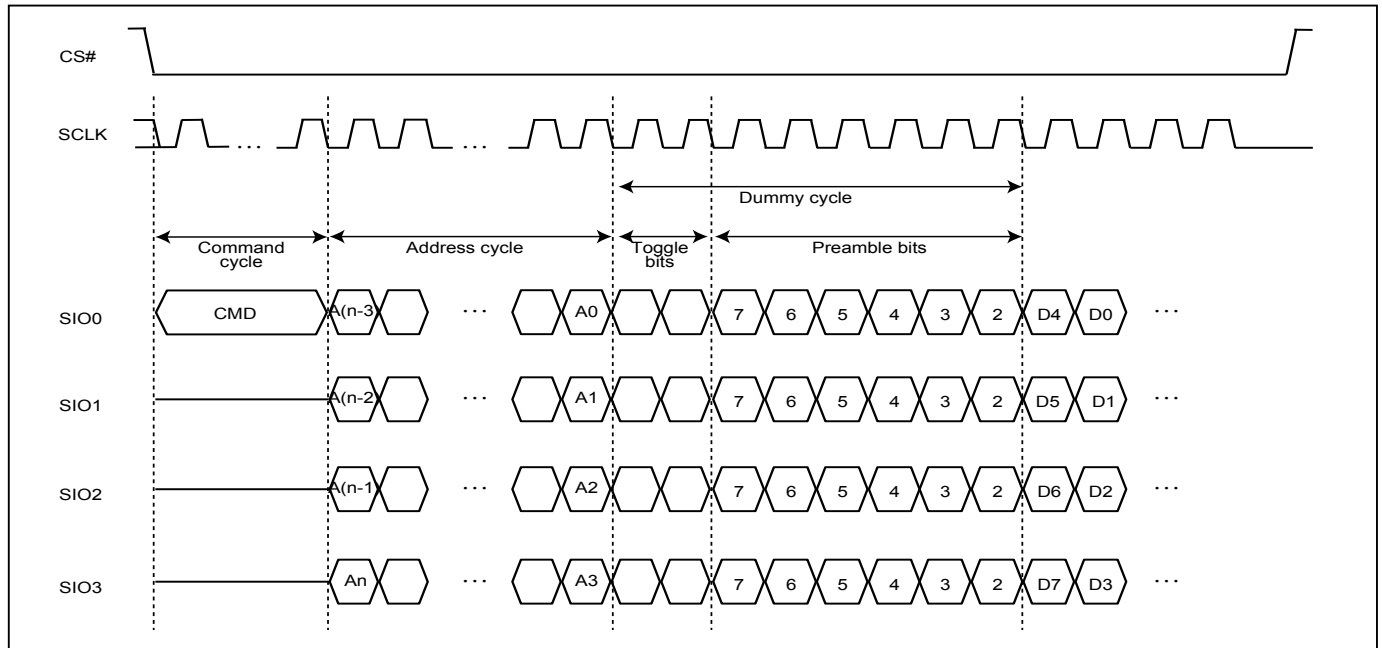 CS#
SCLK
...
...
Dummy cycle
Command
cycle
Address cycle
Toggle
bits
Preamble bits
SIO0
CMD
A(n-3)
...
A0
7 6 5 4 3 2 D4 D0 ...
SIO1
A(n-2)
...
A1
7 6 5 4 3 2 D5 D1 ...
SIO2
A(n-1)
...
A2
7 6 5 4 3 2 D6 D2 ...
SIO3
An
...
A3
7 6 5 4 3 2 D7 D3 ...